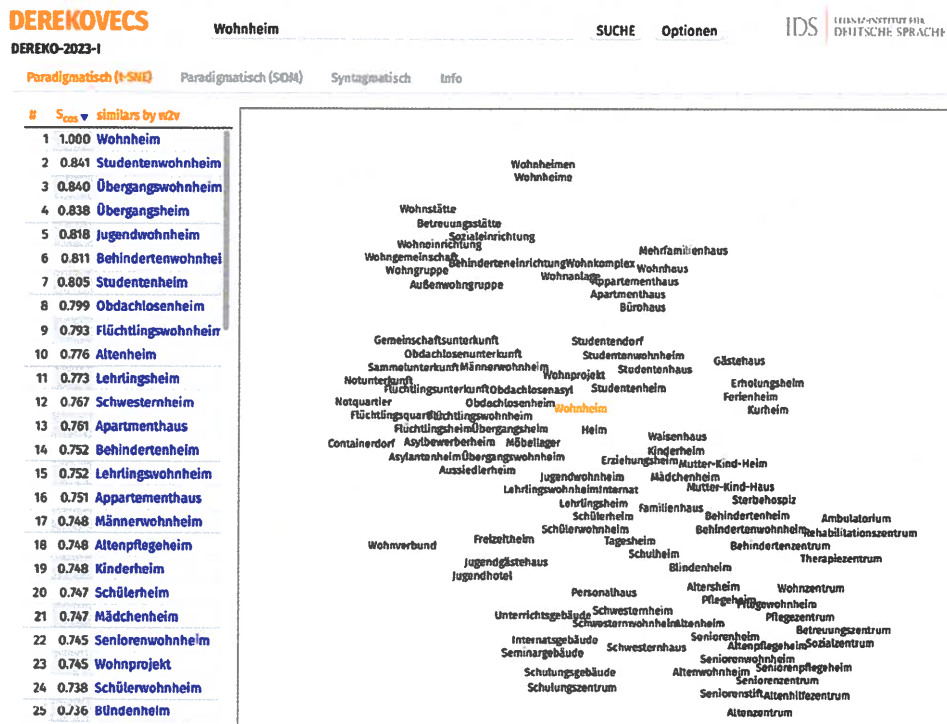 DEREKOVECS
DEREKO-2023-I
Wohnheim
SUCHE
Optionen
IDS
LEIBNIZ-INSTITUT FÜR
DEUTSCHE SPRACHE
Paradigmatisch (t-SNE) Paradigmatisch (SOM) Syntagmatisch Info
# Scos ▼ similars by w2v
1 1.000 Wohnheim
2 0.841 Studentenwohnheim
3 0.840 Übergangswohnheim
4 0.838 Übergangsheim
5 0.818 Jugendwohnheim
6 0.811 Behindertenwohnhei
7 0.805 Studentenheim
8 0.799 Obdachlosenheim
9 0.793 Flüchtlingswohnheim
10 0.776 Altenheim
11 0.773 Lehrlingsheim
12 0.767 Schwesternheim
13 0.761 Apartmenthaus
14 0.752 Behindertenheim
15 0.752 Lehrlingswohnheim
16 0.751 Appartementhaus
17 0.748 Männerwohnheim
18 0.748 Altenpflegeheim
19 0.748 Kinderheim
20 0.747 Schülerheim
21 0.747 Mädchenheim
22 0.745 Seniorenwohnheim
23 0.745 Wohnprojekt
24 0.738 Schülerwohnheim
25 0.736 Blindenheim
Wohnheimen
Wohnheime
Wohnstätte
Betreuungsstätte
Sozialeinrichtung
Wohneinrichtung
Mehrfamilienhaus
Wohngemeinschaft
Behinderteneinrichtung Wohnkomplex
Wohngruppe
Wohnhaus
Wohnanlage
Außenwohngruppe
Appartementhaus
Apartmenthaus
Bürohaus
Gemeinschaftsunterkunft
Studentendorf
Obdachlosenunterkunft
Studentenwohnheim
Gästehaus
Sammelunterkunft Männerwohnheim
Studentenhaus
Wohnprojekt
Notunterkunft
Erholungsheim
Flüchtlingsunterkunft Obdachlosenasyl
Studentenheim
Ferienheim
Notquartier
Obdachlosenheim
Wohnheim
Kurheim
Flüchtlingsquartier
Flüchtlingswohnheim
Flüchtlingsheim Übergangsheim
Heim
Waisenhaus
Containerdorf Asylbewerberheim Möbellager
Kinderheim
Asylantenheim Übergangswohnheim
Erziehungsheim Mutter-Kind-Heim
Aussiedlerheim
Jugendwohnheim
Mädchenheim
Lehrlingswohnheim Internat
Mutter-Kind-Haus
Sterbehospiz
Lehrlingsheim
Familienhaus
Schülerheim
Behindertenheim
Ambulatorium
Schülerwohnheim
Behindertenwohnheim
Rehabilitationszentrum
Wohnverbund
Freizeitheim
Tagesheim
Behindertenzentrum
Schulheim
Therapiezentrum
Jugendgästehaus
Blindenheim
Jugendhotel
Personalhaus
Altersheim
Wohnzentrum
Pflegeheim
Pflegewohnheim
Unterrichtsgebäude
Schwesternheim
Pflegezentrum
Schwesternwohnheim Altenheim
Betreuungszentrum
Internatsgebäude
Seniorenheim
Schwesternhaus
Altenpflegeheim Sozialzentrum
Seminargebäude
Seniorenwohnheim
Schulungsgebäude
Altenwohnheim
Seniorenpflegeheim
Seniorenzentrum
Schulungszentrum
Seniorenstift Altenhilfezentrum
Altenzentrum